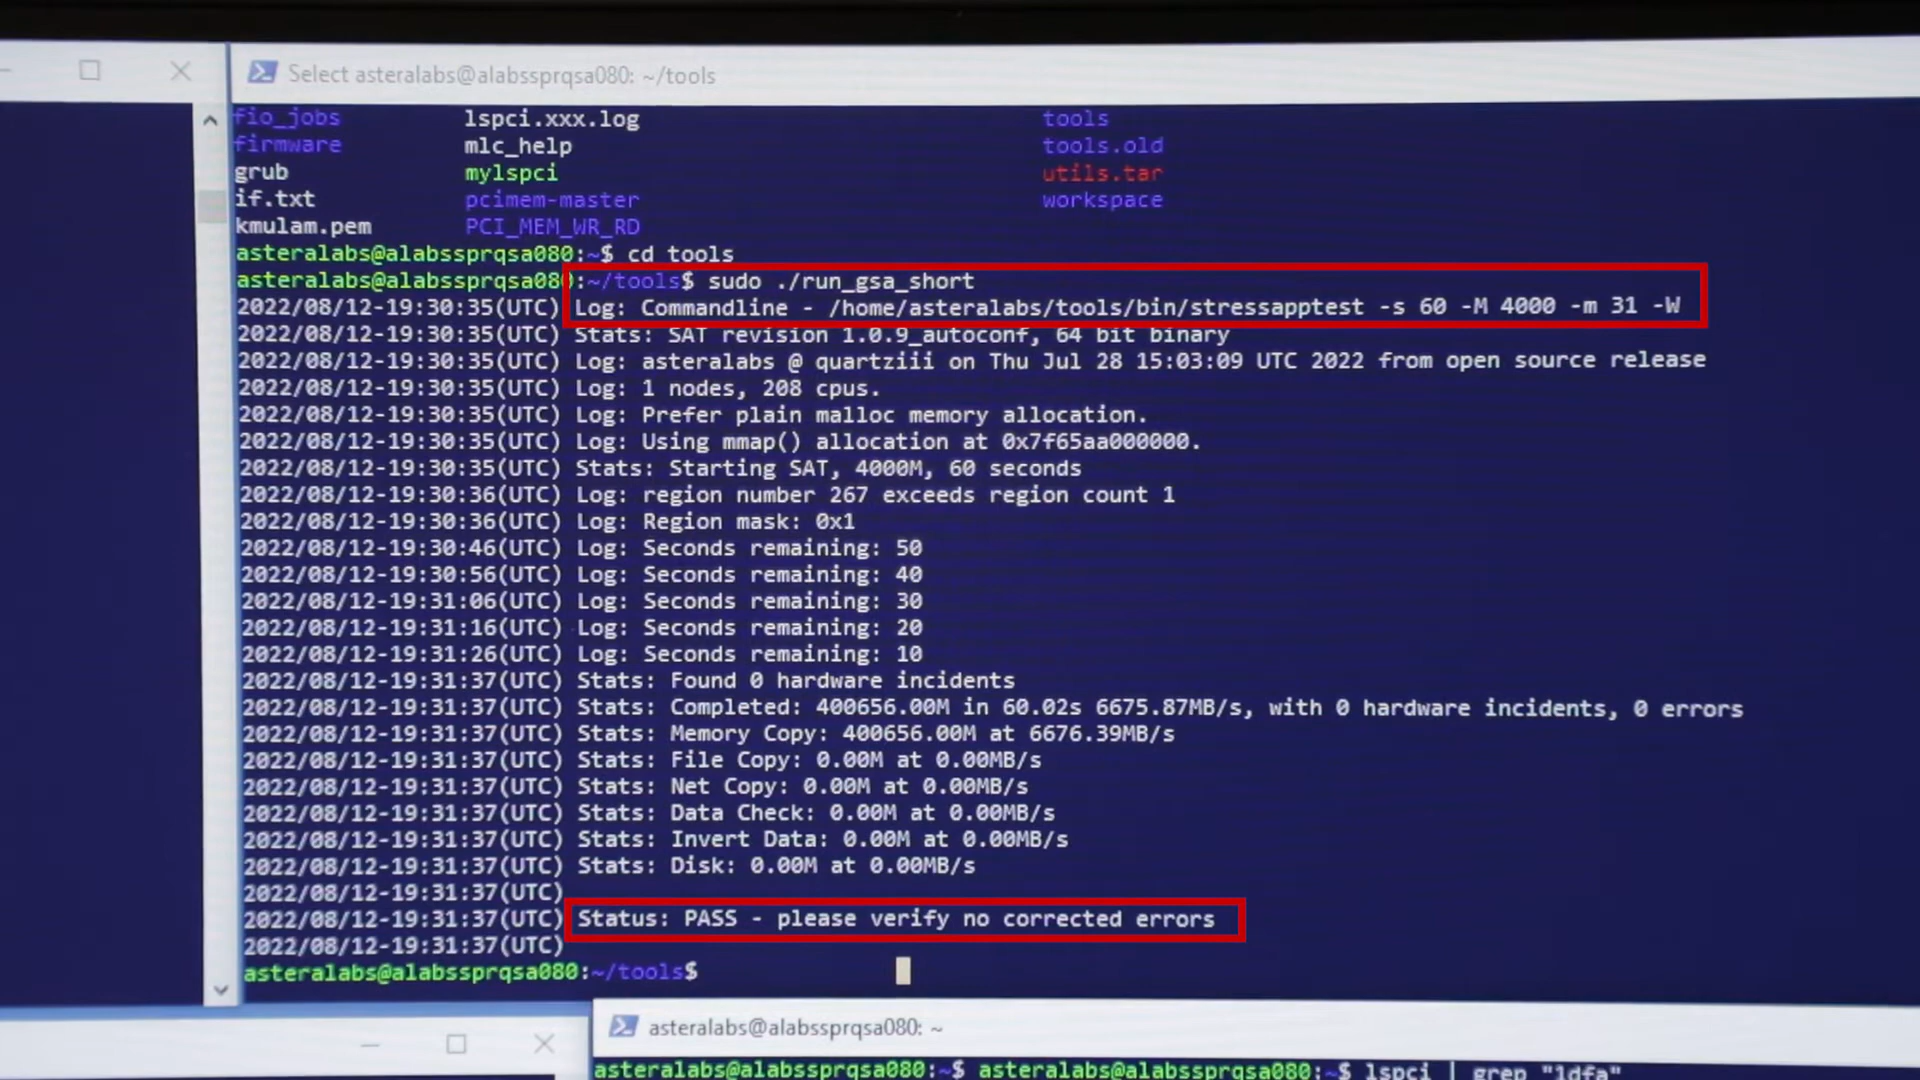 Select asteralabs@alabssprqsa080: ~/tools
fio_jobs lspci.xxx.log tools
firmware mlc_help tools.old
grub mylspci utils.tar
if.txt pcimem-master workspace
kmulam.pem PCI_MEM_WR_RD
asteralabs@alabssprqsa080:~$ cd tools
asteralabs@alabssprqsa080:~/tools$ sudo ./run_gsa_short
2022/08/12-19:30:35(UTC) Log: Commandline - /home/asteralabs/tools/bin/stressapptest -s 60 -M 4000 -m 31 -W
2022/08/12-19:30:35(UTC) Stats: SAT revision 1.0.9_autoconf, 64 bit binary
2022/08/12-19:30:35(UTC) Log: asteralabs @ quartziii on Thu Jul 28 15:03:09 UTC 2022 from open source release
2022/08/12-19:30:35(UTC) Log: 1 nodes, 208 cpus.
2022/08/12-19:30:35(UTC) Log: Prefer plain malloc memory allocation.
2022/08/12-19:30:35(UTC) Log: Using mmap() allocation at 0x7f65aa000000.
2022/08/12-19:30:35(UTC) Stats: Starting SAT, 4000M, 60 seconds
2022/08/12-19:30:36(UTC) Log: region number 267 exceeds region count 1
2022/08/12-19:30:36(UTC) Log: Region mask: 0x1
2022/08/12-19:30:46(UTC) Log: Seconds remaining: 50
2022/08/12-19:30:56(UTC) Log: Seconds remaining: 40
2022/08/12-19:31:06(UTC) Log: Seconds remaining: 30
2022/08/12-19:31:16(UTC) Log: Seconds remaining: 20
2022/08/12-19:31:26(UTC) Log: Seconds remaining: 10
2022/08/12-19:31:37(UTC) Stats: Found 0 hardware incidents
2022/08/12-19:31:37(UTC) Stats: Completed: 400656.00M in 60.02s 6675.87MB/s, with 0 hardware incidents, 0 errors
2022/08/12-19:31:37(UTC) Stats: Memory Copy: 400656.00M at 6676.39MB/s
2022/08/12-19:31:37(UTC) Stats: File Copy: 0.00M at 0.00MB/s
2022/08/12-19:31:37(UTC) Stats: Net Copy: 0.00M at 0.00MB/s
2022/08/12-19:31:37(UTC) Stats: Data Check: 0.00M at 0.00MB/s
2022/08/12-19:31:37(UTC) Stats: Invert Data: 0.00M at 0.00MB/s
2022/08/12-19:31:37(UTC) Stats: Disk: 0.00M at 0.00MB/s
2022/08/12-19:31:37(UTC)
2022/08/12-19:31:37(UTC) Status: PASS - please verify no corrected errors
2022/08/12-19:31:37(UTC)
asteralabs@alabssprqsa080:~/tools$
asteralabs@alabssprqsa080: ~
asteralabs@alabssprqsa080:~$ asteralabs@alabssprqsa080:~$ lspci | grep "1dfa"